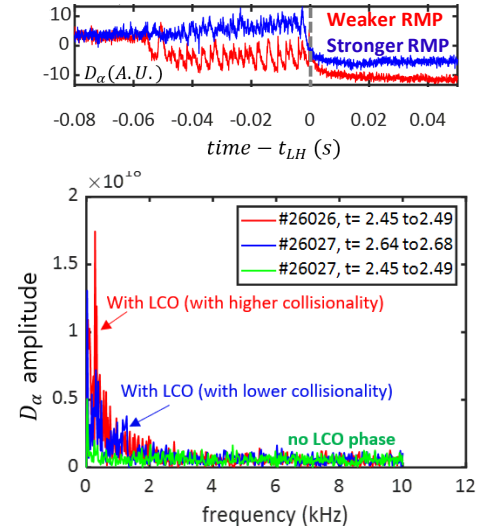 10
0
-10
Weaker RMP
Stronger RMP
Dα(A.U.)
-0.08 -0.06 -0.04 -0.02 0 0.02 0.04
time − tLH (s)
2 ×10
1.5
1
0.5
0
Dα amplitude
#26026, t= 2.45 to2.49
#26027, t= 2.64 to2.68
#26027, t= 2.45 to2.49
With LCO (with higher collisionality)
With LCO (with lower collisionality)
no LCO phase
0 2 4 6 8 10 12
frequency (kHz)